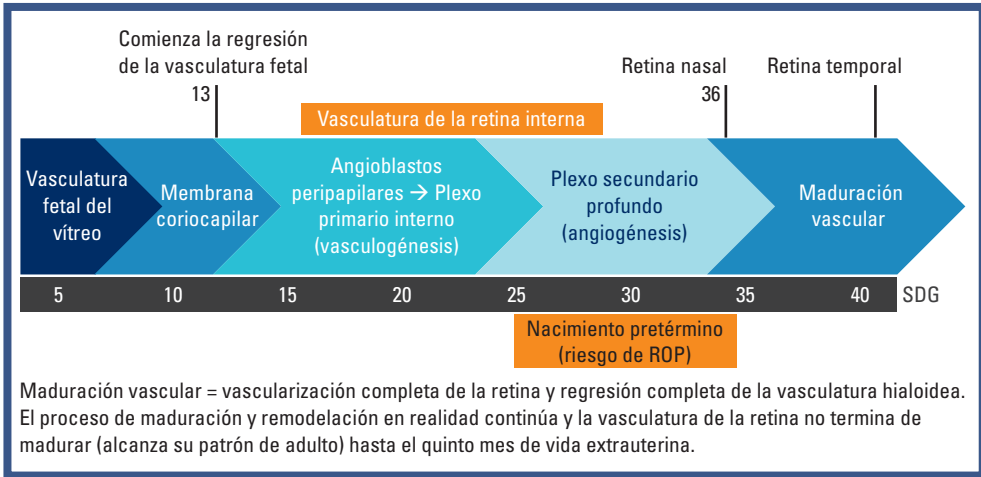 Comienza la regresión
de la vasculatura fetal
13
Retina nasal
36
Retina temporal
Vasculatura de la retina interna
Vasculatura
fetal del
vítreo
Membrana
coriocapilar
Angioblastos
peripapilares → Plexo
primario interno
(vasculogénesis)
Plexo secundario
profundo
(angiogénesis)
Maduración
vascular
5 10 15 20 25 30 35 40 SDG
Nacimiento pretérmino
(riesgo de ROP)
Maduración vascular = vascularización completa de la retina y regresión completa de la vasculatura hialoidea.
El proceso de maduración y remodelación en realidad continúa y la vasculatura de la retina no termina de
madurar (alcanza su patrón de adulto) hasta el quinto mes de vida extrauterina.